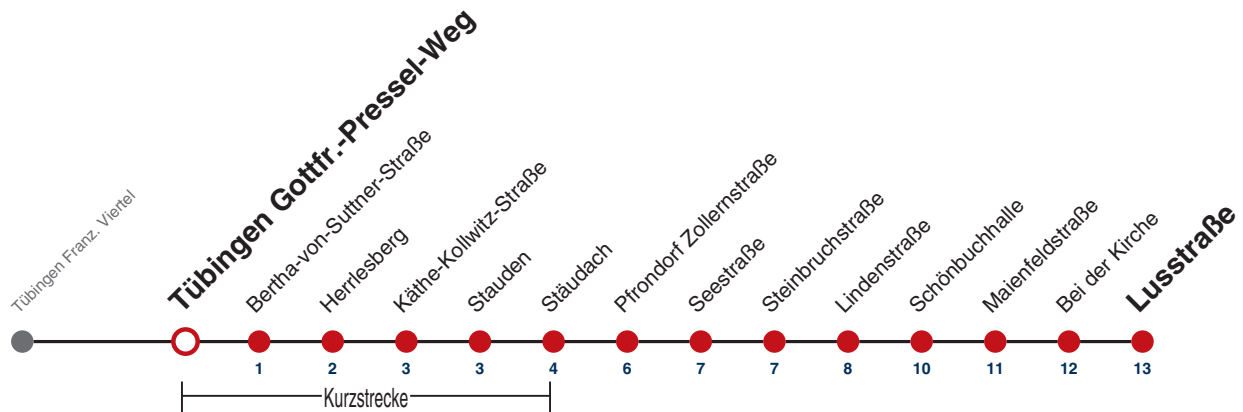 Tübingen Franz. Viertel
Tübingen Gottfr.-Pressel-Weg
Bertha-von-Suttner-Straße
Herrlesberg
Käthe-Kollwitz-Straße
Stauden
Stäudach
Pfrondorf Zollernstraße
Seestraße
Steinbruchstraße
Lindenstraße
Schönbuchhalle
Maienfeldstraße
Bei der Kirche
Lusstraße
1 2 3 3 4 6 7 7 8 10 11 12 13
Kurzstrecke